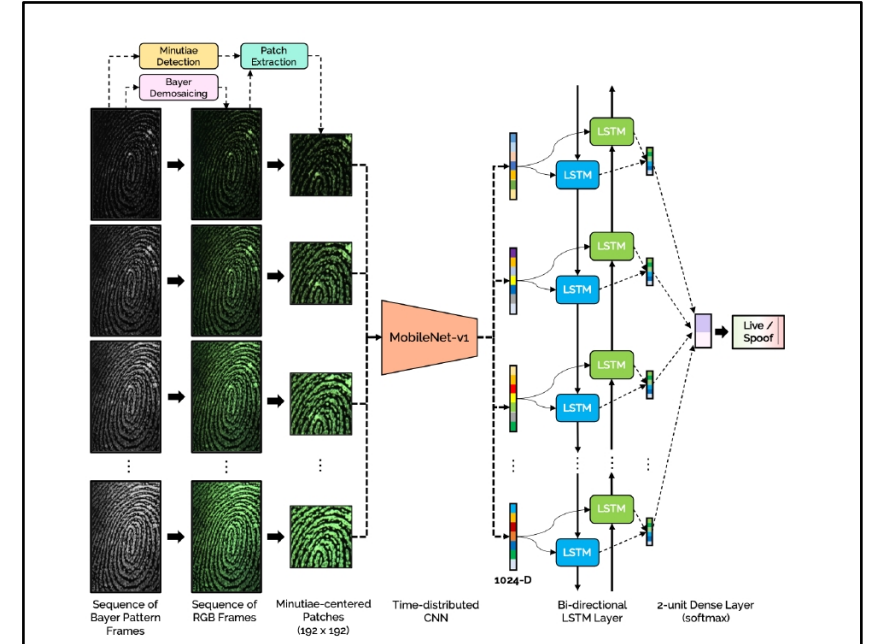 Minutiae
Detection
Patch
Extraction
Bayer
Demosaicing
LSTM
LSTM
LSTM
LSTM
MobileNet-v1
Live /
Spoof
LSTM
LSTM
LSTM
LSTM
1024-D
Sequence of
Bayer Pattern
Frames
Sequence of
RGB Frames
Minutiae-centered
Patches
(192 x 192)
Time-distributed
CNN
Bi-directional
LSTM Layer
2-unit Dense Layer
(softmax)